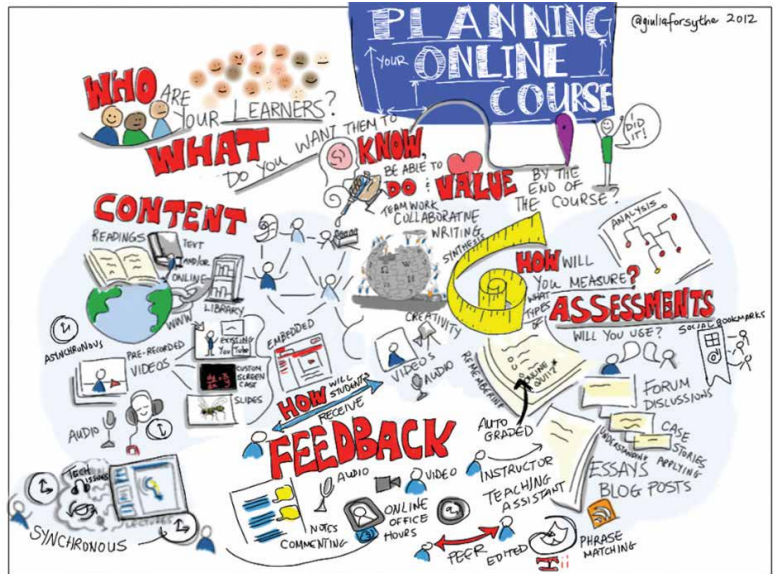 @giuliaforsythe 2012
PLANNING
YOUR ONLINE
COURSE
WHO ARE
YOUR LEARNERS?
WHAT DO YOU WANT THEM TO
KNOW,
BE ABLE TO
DO & VALUE
BY THE
END OF
THE COURSE?
I
DID
IT!
CONTENT
READINGS
TEXT
AND/OR
ONLINE
LIBRARY
WWW
ASYNCHRONOUS
PRE-RECORDED
VIDEOS
EXISTING
YouTube
CUSTOM
SCREEN
CASE
SLIDES
AUDIO
EMBEDDED
TECH
ISSUES
LECTURES
SYNCHRONOUS
TEAMWORK
COLLABORATIVE
WRITING
SYNTHESIS
CREATIVITY
VIDEOS
AUDIO
HOW WILL
YOU MEASURE?
WHAT
TYPES
OF
ASSESSMENTS
WILL YOU USE?
ANALYSIS
SOCIAL BOOKMARKS
REMEMBERING
ONLINE
QUIZ
AUTO
GRADED
FORUM
DISCUSSIONS
CASE
STORIES
UNDERSTANDING
APPLYING
ESSAYS
BLOG POSTS
HOW WILL
STUDENTS
RECEIVE
FEEDBACK
AUDIO
VIDEO
NOTES
COMMENTING
ONLINE
OFFICE
HOURS
INSTRUCTOR
TEACHING
ASSISTANT
PEER
EDITED
PHRASE
MATCHING